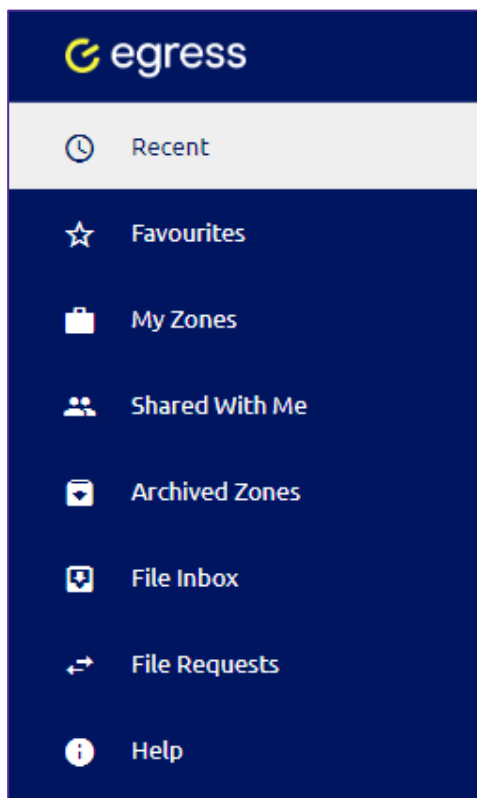 egress
Recent
Favourites
My Zones
Shared With Me
Archived Zones
File Inbox
File Requests
Help